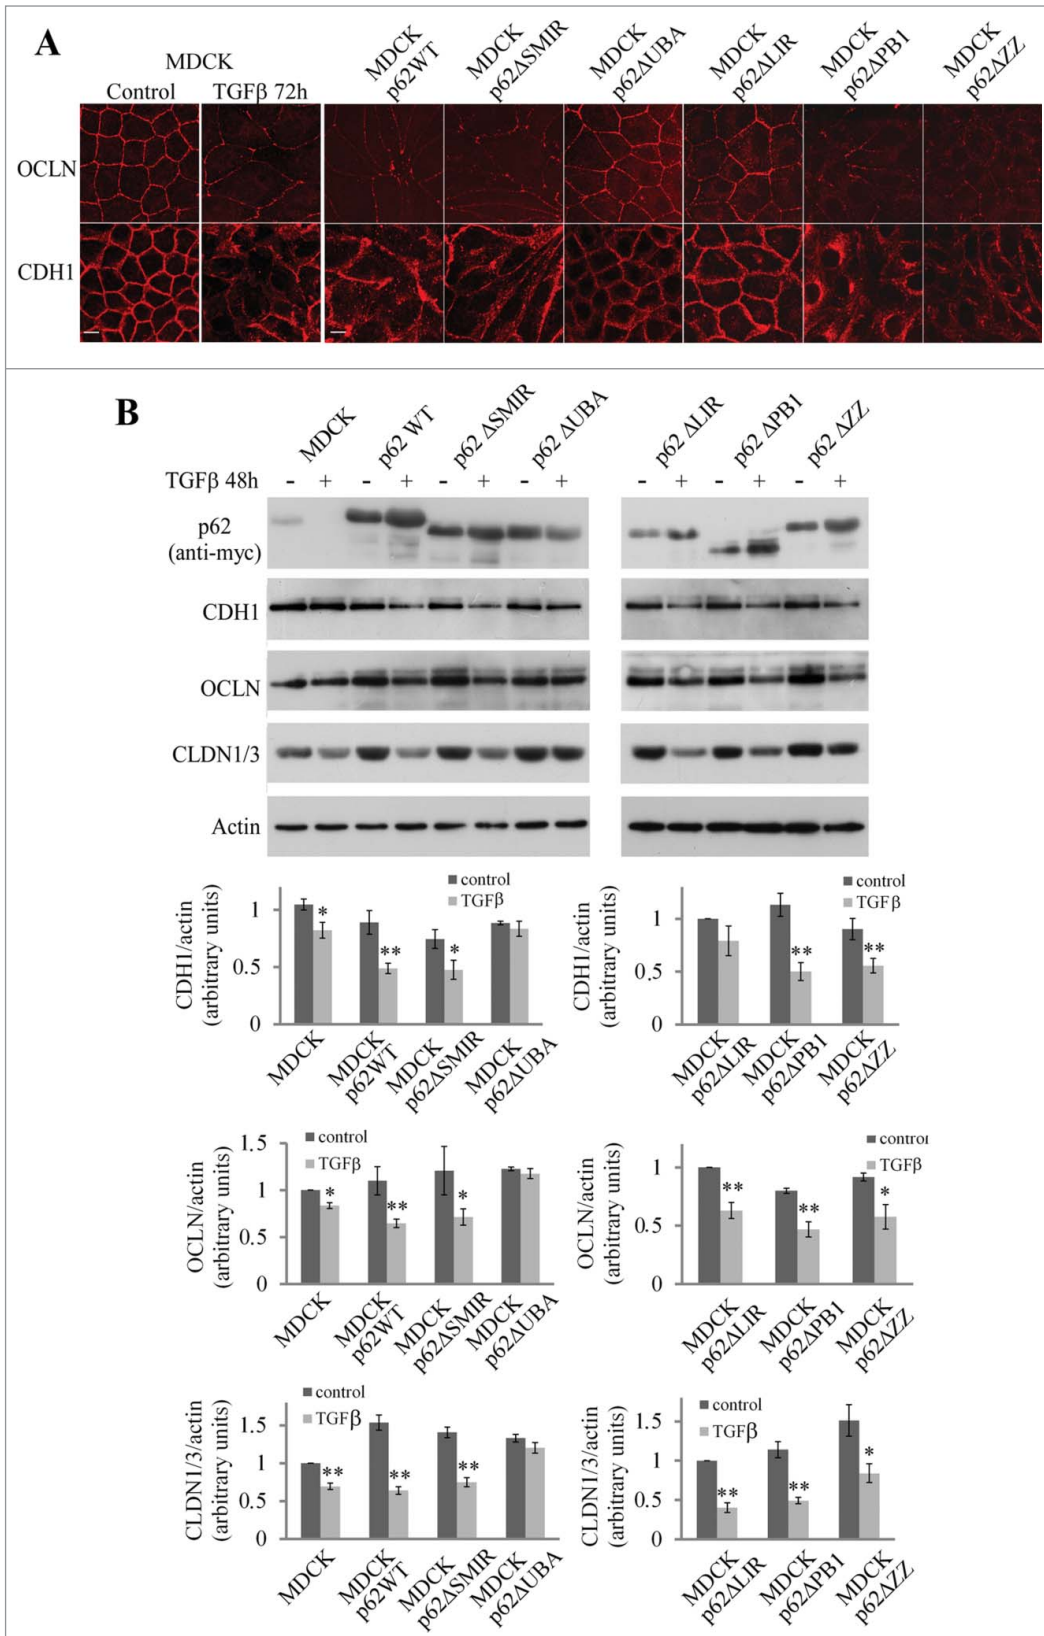 A
MDCK
Control
TGFβ 72h
MDCK
p62WT
MDCK
p62ΔSMIR
MDCK
p62ΔUBA
MDCK
p62ΔLIR
MDCK
p62ΔPB1
MDCK
p62ΔZZ
OCLN
CDH1
B
MDCK
p62 WT
p62 ΔSMIR
p62 ΔUBA
p62 ΔLIR
p62 ΔPB1
p62 ΔZZ
TGFβ 48h - + - + - + - + - + - + - +
p62
(anti-myc)
CDH1
OCLN
CLDN1/3
Actin
CDH1/actin
(arbitrary units)
1
0.5
0
control
TGFβ
*
**
*
MDCK
MDCK
p62WT
MDCK
p62ΔSMIR
MDCK
p62ΔUBA
CDH1/actin
(arbitrary units)
1
0.5
0
control
TGFβ
**
**
MDCK
p62ΔLIR
MDCK
p62ΔPB1
MDCK
p62ΔZZ
OCLN/actin
(arbitrary units)
1.5
1
0.5
0
control
TGFβ
*
**
*
MDCK
MDCK
p62WT
MDCK
p62ΔSMIR
MDCK
p62ΔUBA
OCLN/actin
(arbitrary units)
1
0.5
0
control
TGFβ
**
**
*
MDCK
p62ΔLIR
MDCK
p62ΔPB1
MDCK
p62ΔZZ
CLDN1/3/actin
(arbitrary units)
1.5
1
0.5
0
control
TGFβ
**
**
**
MDCK
MDCK
p62WT
MDCK
p62ΔSMIR
MDCK
p62ΔUBA
CLDN1/3/actin
(arbitrary units)
1.5
1
0.5
0
control
TGFβ
**
**
*
MDCK
p62ΔLIR
MDCK
p62ΔPB1
MDCK
p62ΔZZ